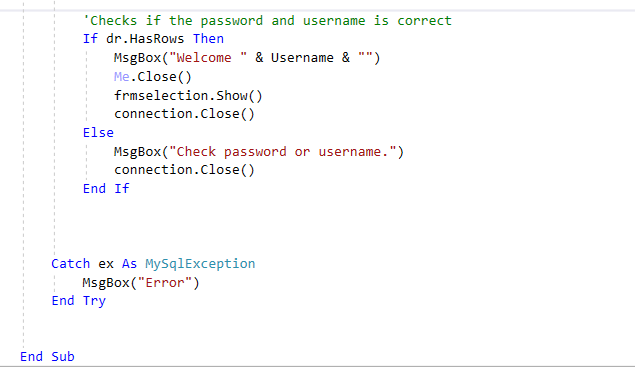 'Checks if the password and username is correct
If dr.HasRows Then
MsgBox("Welcome " & Username & "")
Me.Close()
frmselection.Show()
connection.Close()
Else
MsgBox("Check password or username.")
connection.Close()
End If
Catch ex As MySqlException
MsgBox("Error")
End Try
End Sub